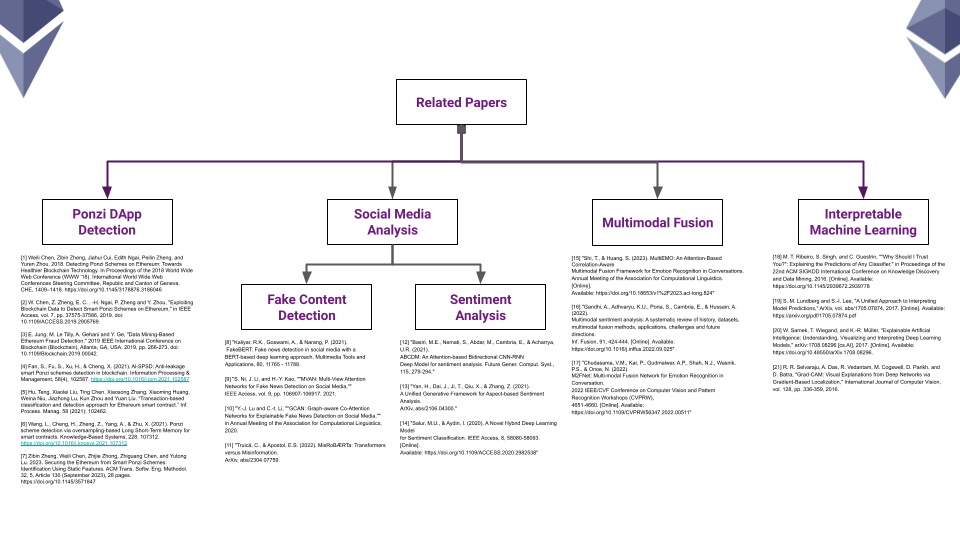 Related Papers
Ponzi DApp
Detection
Social Media
Analysis
Multimodal Fusion
Interpretable
Machine Learning
Fake Content
Detection
Sentiment
Analysis
[1] Weili Chen, Zibin Zheng, Jiahui Cui, Edith Ngai, Peilin Zheng, and
Yuren Zhou. 2018. Detecting Ponzi Schemes on Ethereum: Towards
Healthier Blockchain Technology. In Proceedings of the 2018 World Wide
Web Conference (WWW '18). International World Wide Web
Conferences Steering Committee, Republic and Canton of Geneva,
CHE, 1409–1418. https://doi.org/10.1145/3178876.3186046
[2] W. Chen, Z. Zheng, E. C. . -H. Ngai, P. Zheng and Y. Zhou, "Exploiting
Blockchain Data to Detect Smart Ponzi Schemes on Ethereum," in IEEE
Access, vol. 7, pp. 37575-37586, 2019, doi:
10.1109/ACCESS.2019.2905769.
[3] E. Jung, M. Le Tilly, A. Gehani and Y. Ge, "Data Mining-Based
Ethereum Fraud Detection," 2019 IEEE International Conference on
Blockchain (Blockchain), Atlanta, GA, USA, 2019, pp. 266-273, doi:
10.1109/Blockchain.2019.00042.
[4] Fan, S., Fu, S., Xu, H., & Cheng, X. (2021). Al-SPSD: Anti-leakage
smart Ponzi schemes detection in blockchain. Information Processing &
Management, 58(4), 102587. https://doi.org/10.1016/j.ipm.2021.102587
[5] Hu, Teng, Xiaolei Liu, Ting Chen, Xiaosong Zhang, Xiaoming Huang,
Weina Niu, Jiazhong Lu, Kun Zhou and Yuan Liu. "Transaction-based
classification and detection approach for Ethereum smart contract." Inf.
Process. Manag. 58 (2021): 102462.
[6] Wang, L., Cheng, H., Zheng, Z., Yang, A., & Zhu, X. (2021). Ponzi
scheme detection via oversampling-based Long Short-Term Memory for
smart contracts. Knowledge-Based Systems, 228, 107312.
https://doi.org/10.1016/j.knosys.2021.107312
[7] Zibin Zheng, Weili Chen, Zhijie Zhong, Zhiguang Chen, and Yutong
Lu. 2023. Securing the Ethereum from Smart Ponzi Schemes:
Identification Using Static Features. ACM Trans. Softw. Eng. Methodol.
32, 5, Article 130 (September 2023), 28 pages.
https://doi.org/10.1145/3571847
[8] "Kaliyar, R.K., Goswami, A., & Narang, P. (2021).
FakeBERT: Fake news detection in social media with a
BERT-based deep learning approach. Multimedia Tools and
Applications, 80, 11765 - 11788.
[9] "S. Ni, J. Li, and H.-Y. Kao, ""MVAN: Multi-View Attention
Networks for Fake News Detection on Social Media,""
IEEE Access, vol. 9, pp. 106907-106917, 2021.
[10] "Y.-J. Lu and C.-t. Li, ""GCAN: Graph-aware Co-Attention
Networks for Explainable Fake News Detection on Social Media,""
in Annual Meeting of the Association for Computational Linguistics,
2020.
[11] "Truică, C., & Apostol, E.S. (2022). MisRoBÆRTa: Transformers
versus Misinformation.
ArXiv, abs/2304.07759.
[12] "Basiri, M.E., Nemati, S., Abdar, M., Cambria, E., & Acharya,
U.R. (2021).
ABCDM: An Attention-based Bidirectional CNN-RNN
Deep Model for sentiment analysis. Future Gener. Comput. Syst.,
115, 279-294."
[13] "Yan, H., Dai, J., Ji, T., Qiu, X., & Zhang, Z. (2021).
A Unified Generative Framework for Aspect-based Sentiment
Analysis.
ArXiv, abs/2106.04300."
[14] "Salur, M.U., & Aydin, I. (2020). A Novel Hybrid Deep Learning
Model
for Sentiment Classification. IEEE Access, 8, 58080-58093.
[Online].
Available: https://doi.org/10.1109/ACCESS.2020.2982538"
[15] "Shi, T., & Huang, S. (2023). MultiEMO: An Attention-Based
Correlation-Aware
Multimodal Fusion Framework for Emotion Recognition in Conversations.
Annual Meeting of the Association for Computational Linguistics.
[Online].
Available: https://doi.org/10.18653/v1%2F2023.acl-long.824"
[16] "Gandhi, A., Adhvaryu, K.U., Poria, S., Cambria, E., & Hussain, A.
(2022).
Multimodal sentiment analysis: A systematic review of history, datasets,
multimodal fusion methods, applications, challenges and future
directions.
Inf. Fusion, 91, 424-444. [Online]. Available:
https://doi.org/10.1016/j.inffus.2022.09.025"
[17] "Chudasama, V.M., Kar, P., Gudmalwar, A.P., Shah, N.J., Wasnik,
P.S., & Onoe, N. (2022).
M2FNet: Multi-modal Fusion Network for Emotion Recognition in
Conversation.
2022 IEEE/CVF Conference on Computer Vision and Pattern
Recognition Workshops (CVPRW),
4651-4660. [Online]. Available:
https://doi.org/10.1109/CVPRW56347.2022.00511"
[18] M. T. Ribeiro, S. Singh, and C. Guestrin, ""Why Should I Trust
You?": Explaining the Predictions of Any Classifier," in Proceedings of the
22nd ACM SIGKDD International Conference on Knowledge Discovery
and Data Mining, 2016. [Online]. Available:
https://doi.org/10.1145/2939672.2939778
[19] S. M. Lundberg and S.-I. Lee, "A Unified Approach to Interpreting
Model Predictions," ArXiv, vol. abs/1705.07874, 2017. [Online]. Available:
https://arxiv.org/pdf/1705.07874.pdf
[20] W. Samek, T. Wiegand, and K.-R. Müller, "Explainable Artificial
Intelligence: Understanding, Visualizing and Interpreting Deep Learning
Models," arXiv:1708.08296 [cs.AI], 2017. [Online]. Available:
https://doi.org/10.48550/arXiv.1708.08296.
[21] R. R. Selvaraju, A. Das, R. Vedantam, M. Cogswell, D. Parikh, and
D. Batra, "Grad-CAM: Visual Explanations from Deep Networks via
Gradient-Based Localization," International Journal of Computer Vision,
vol. 128, pp. 336-359, 2016.